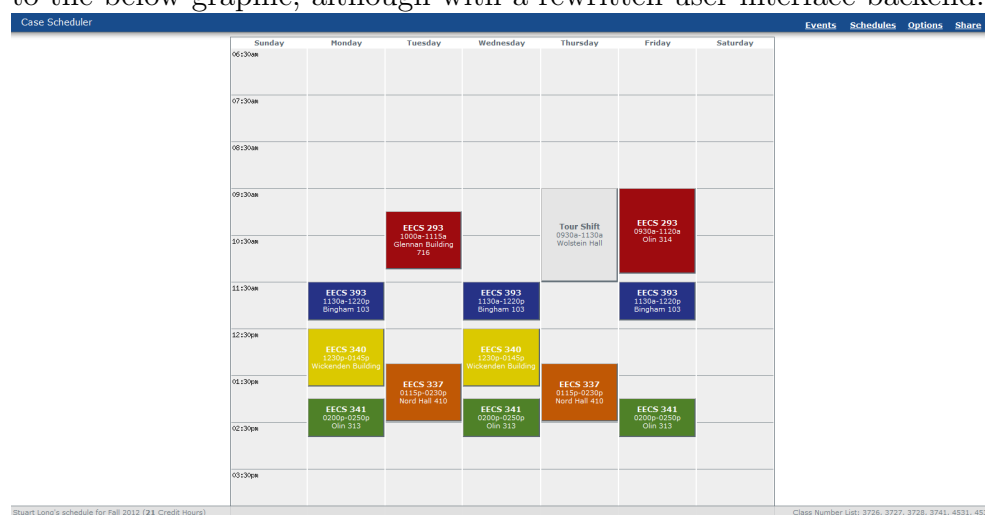 to the below graphic, although with a rewritten user interface backend.
Case Scheduler
Events Schedules Options Share
Sunday Monday Tuesday Wednesday Thursday Friday Saturday
06:30am
07:30am
08:30am
09:30am
Tour Shift
0930a-1130a
Wolstein Hall
EECS 293
0930a-1120a
Olin 314
EECS 293
1000a-1115a
Glennan Building
716
10:30am
11:30am
EECS 393
1130a-1220p
Bingham 103
EECS 393
1130a-1220p
Bingham 103
EECS 393
1130a-1220p
Bingham 103
12:30pm
EECS 340
1230p-0145p
Wickenden Building
EECS 340
1230p-0145p
Wickenden Building
01:30pm
EECS 337
0115p-0230p
Nord Hall 410
EECS 337
0115p-0230p
Nord Hall 410
EECS 341
0200p-0250p
Olin 313
EECS 341
0200p-0250p
Olin 313
EECS 341
0200p-0250p
Olin 313
02:30pm
03:30pm
Stuart Long's schedule for Fall 2012 (21 Credit Hours)
Class Number List: 3726, 3727, 3728, 3741, 4531,